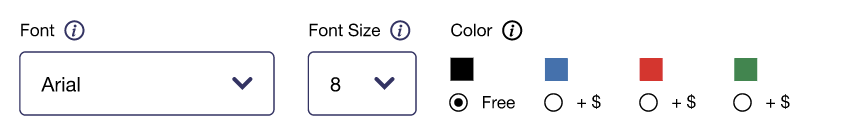 Font i Font Size i Color i
Arial 8
Free + $ + $ + $